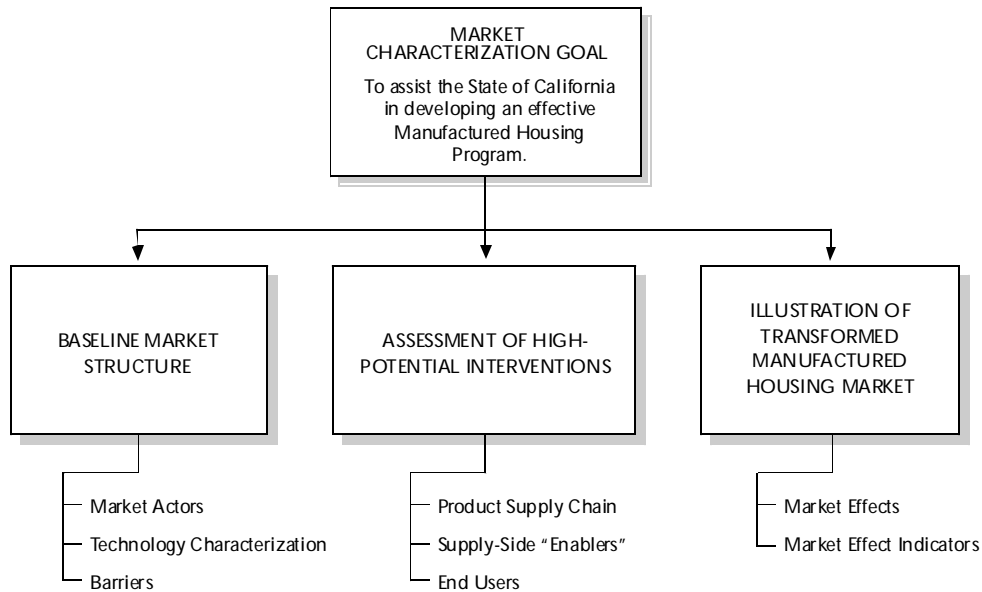 MARKET
CHARACTERIZATION GOAL
To assist the State of California
in developing an effective
Manufactured Housing
Program.
BASELINE MARKET
STRUCTURE
ASSESSMENT OF HIGH-
POTENTIAL INTERVENTIONS
ILLUSTRATION OF
TRANSFORMED
MANUFACTURED
HOUSING MARKET
Market Actors
Technology Characterization
Barriers
Product Supply Chain
Supply-Side “Enablers”
End Users
Market Effects
Market Effect Indicators